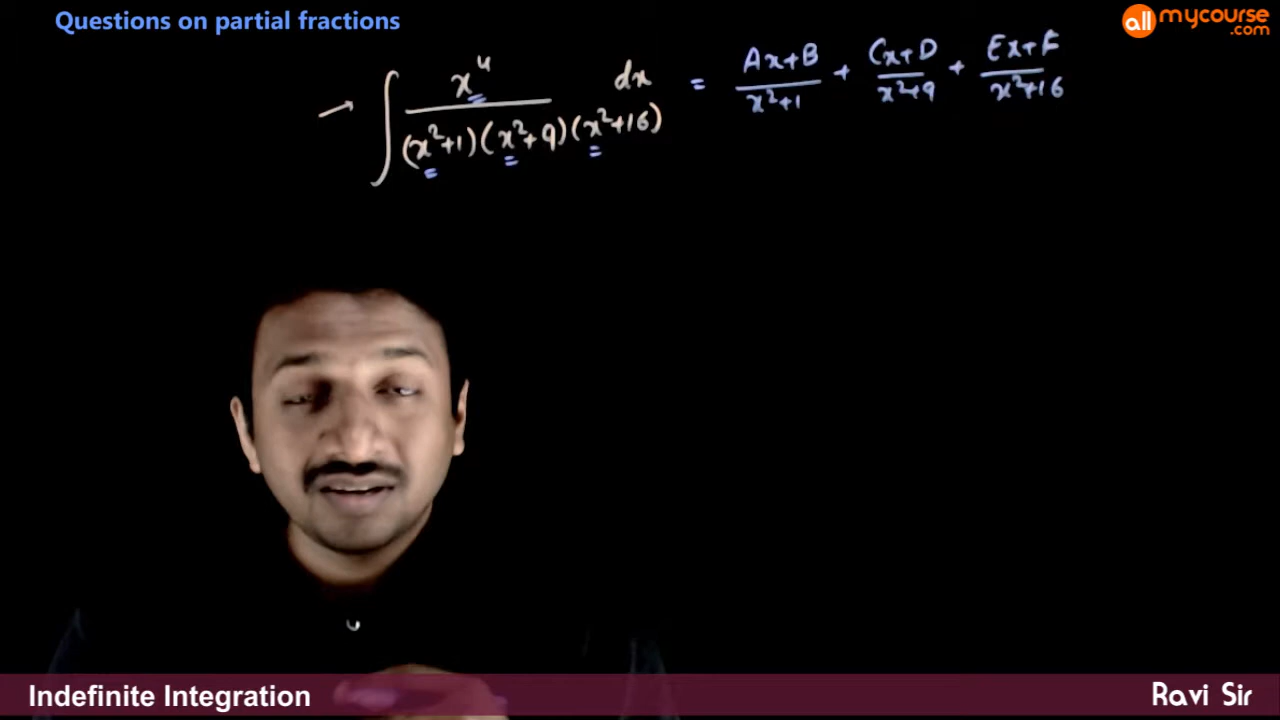 Questions on partial fractions
allmycourse.com
∫ x⁴ / (x²+1)(x²+9)(x²+16) dx = Ax+B / x²+1 + Cx+D / x²+9 + Ex+F / x²+16
Indefinite Integration
Ravi Sir